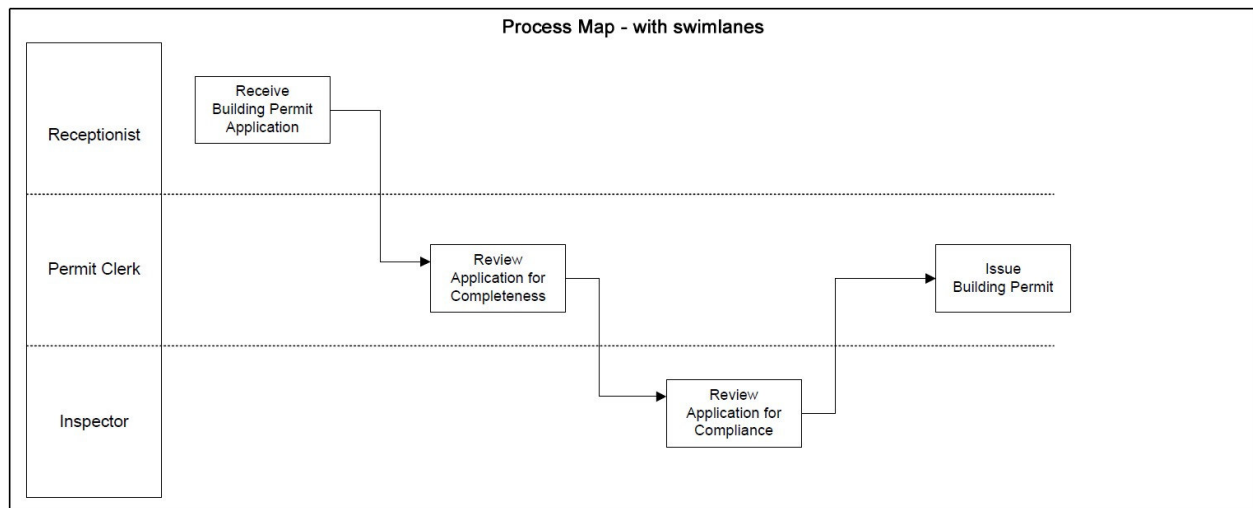 Process Map - with swimlanes
Receptionist
Receive
Building Permit
Application
Permit Clerk
Review
Application for
Completeness
Issue
Building Permit
Inspector
Review
Application for
Compliance